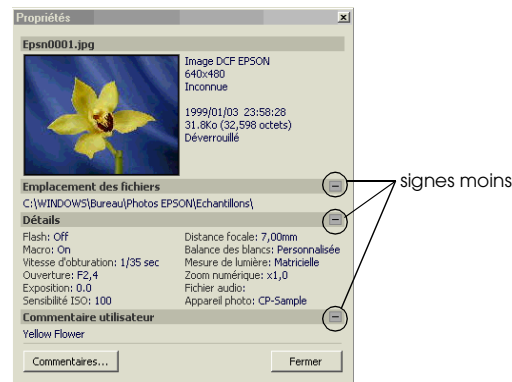 Propriétés
Epsn0001.jpg
Image DCF EPSON
640x480
Inconnue
1999/01/03 23:58:28
31.8Ko (32,598 octets)
Déverrouillé
Emplacement des fichiers
C:\WINDOWS\Bureau\Photos EPSON\Echantillons\
signes moins
Détails
Flash: Off
Macro: On
Vitesse d'obturation: 1/35 sec
Ouverture: F2,4
Exposition: 0.0
Sensibilité ISO: 100
Distance focale: 7,00mm
Balance des blancs: Personnalisée
Mesure de lumière: Matricielle
Zoom numérique: x1,0
Fichier audio:
Appareil photo: CP-Sample
Commentaire utilisateur
Yellow Flower
Commentaires...
Fermer